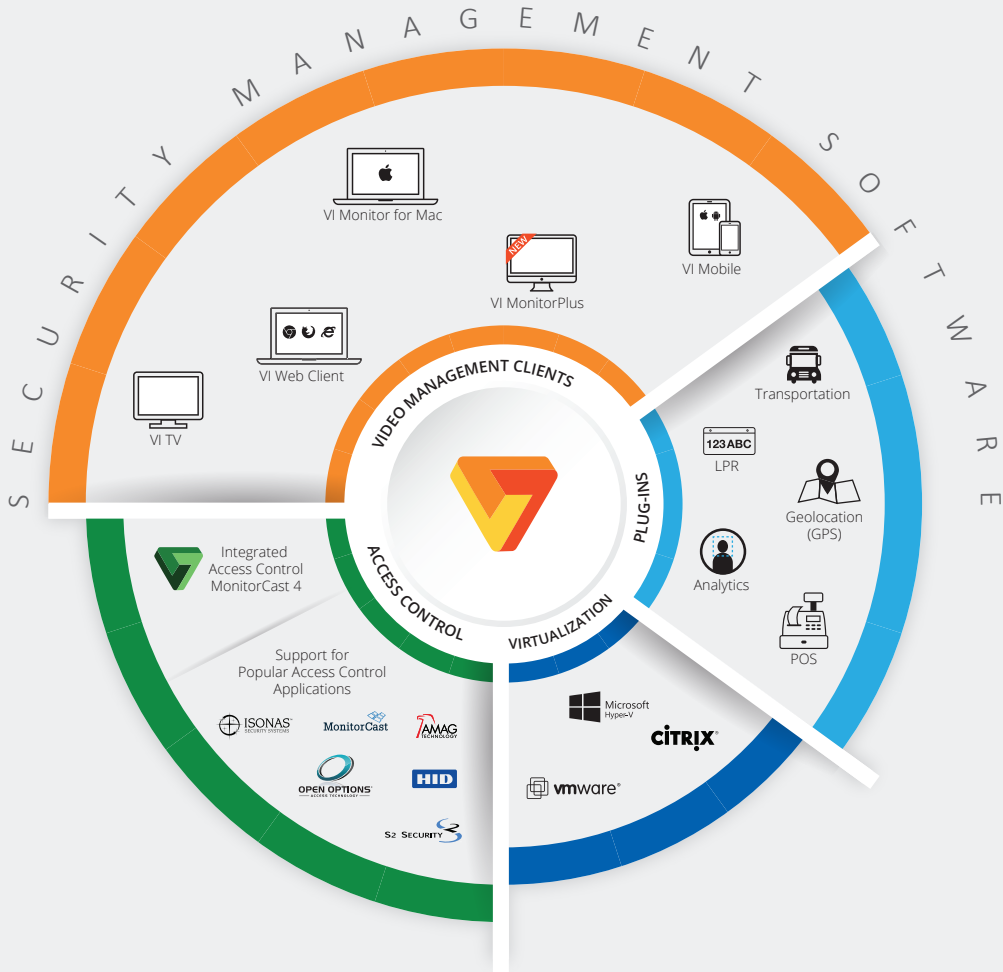 SECURITY MANAGEMENT SOFTWARE
VI Monitor for Mac
NEW
VI MonitorPlus
VI Mobile
VI Web Client
VI TV
VIDEO MANAGEMENT CLIENTS
PLUG-INS
Transportation
123 ABC
LPR
Geolocation
(GPS)
Analytics
POS
VIRTUALIZATION
Microsoft
Hyper-V
CITRIX®
vmware®
ACCESS CONTROL
Integrated
Access Control
MonitorCast 4
Support for
Popular Access Control
Applications
ISONAS
SECURITY SYSTEMS
MonitorCast
AMAG
TECHNOLOGY
OPEN OPTIONS
ACCESS TECHNOLOGY
HID
S2 SECURITY
S2